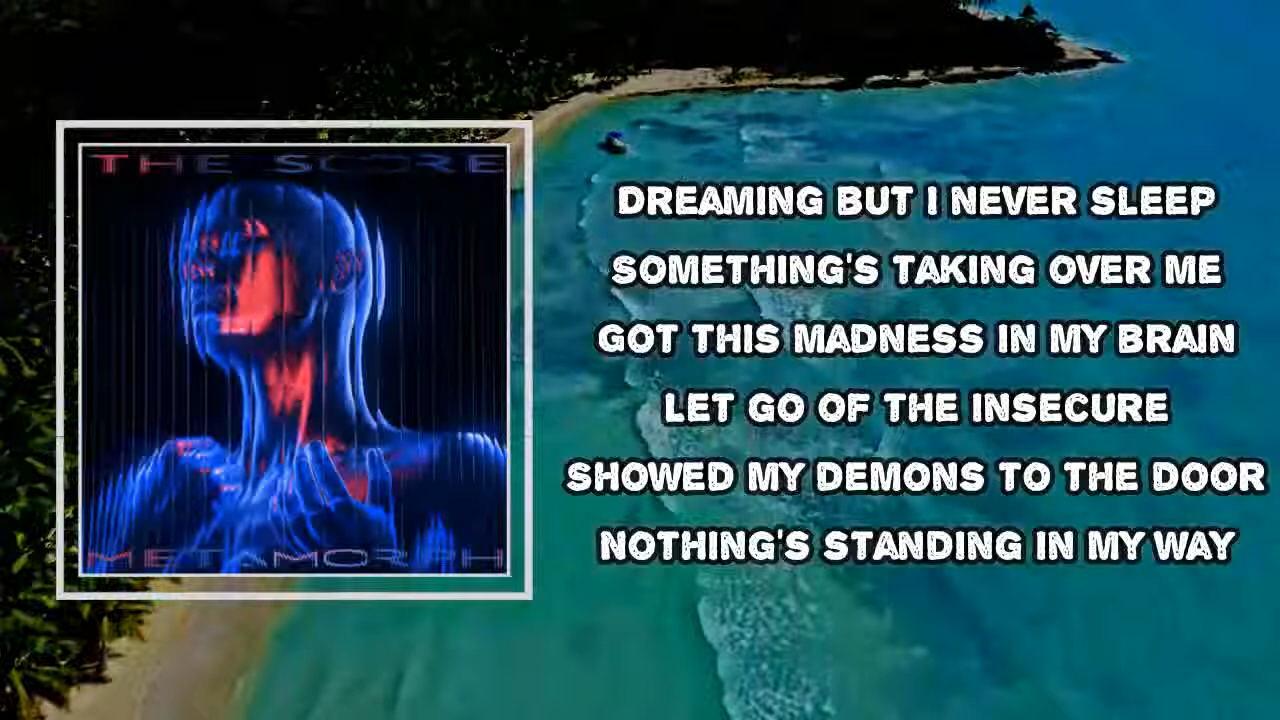 THE SCORE
METAMORPH
DREAMING BUT I NEVER SLEEP
SOMETHING'S TAKING OVER ME
GOT THIS MADNESS IN MY BRAIN
LET GO OF THE INSECURE
SHOWED MY DEMONS TO THE DOOR
NOTHING'S STANDING IN MY WAY